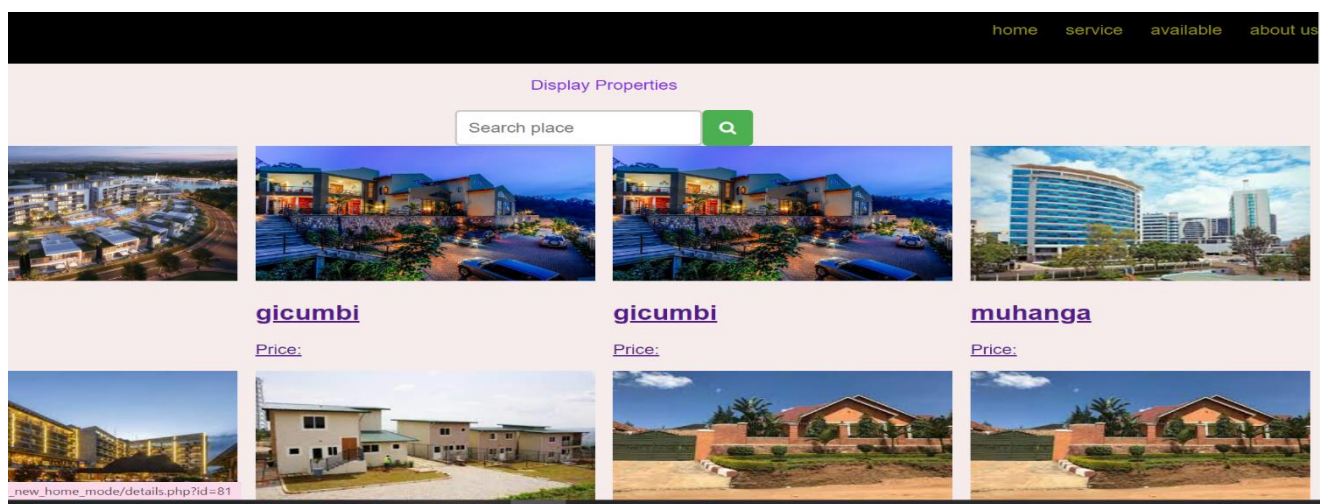 home service available about us
Display Properties
Search place
gicumbi gicumbi muhanga
Price: Price: Price:
_new_home_mode/details.php?id=81